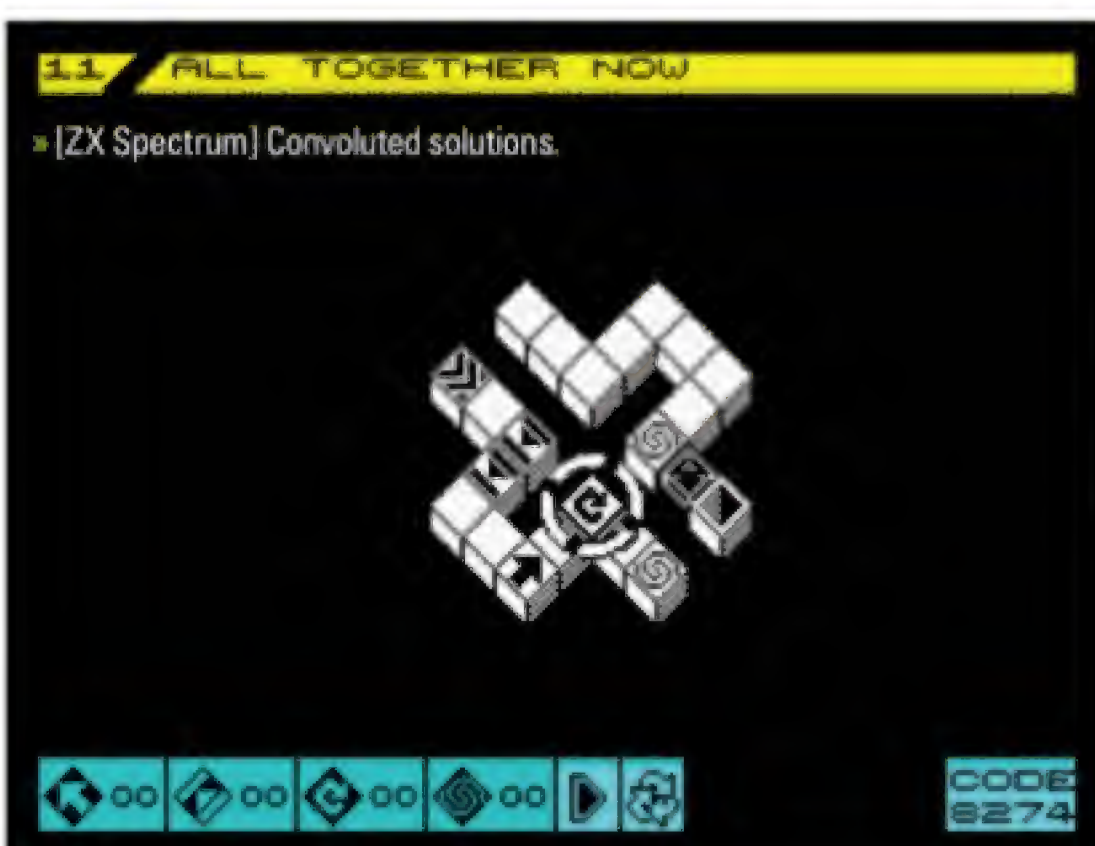 11 ALL TOGETHER NOW
» [ZX Spectrum] Convoluted solutions.
00 00 00 00
CODE
8274